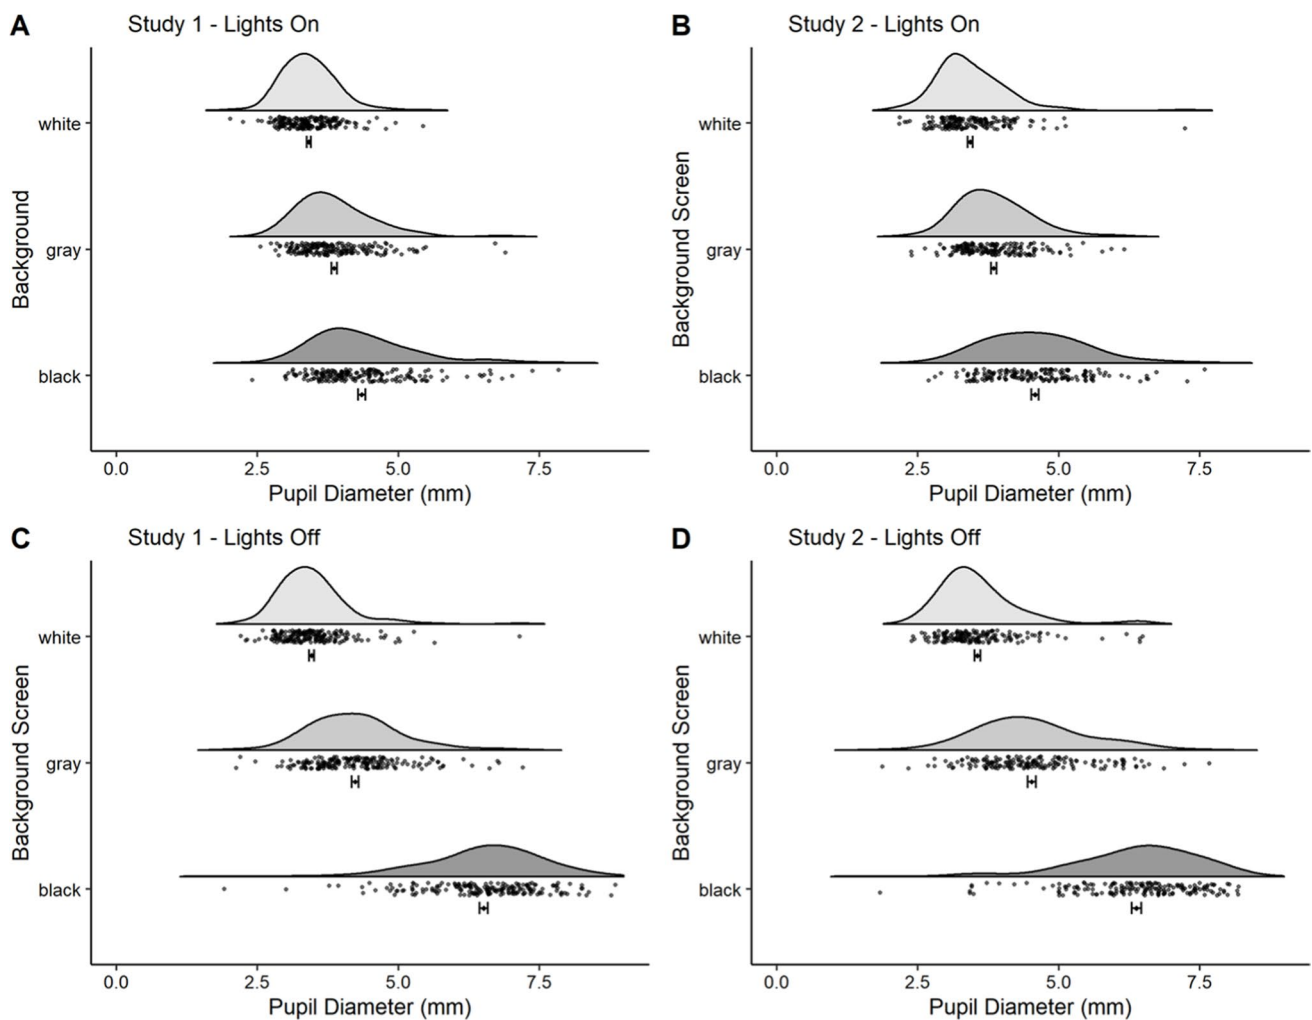 A Study 1 - Lights On
white
gray
black
Background
0.0 2.5 5.0 7.5
Pupil Diameter (mm)
B Study 2 - Lights On
white
gray
black
Background Screen
0.0 2.5 5.0 7.5
Pupil Diameter (mm)
C Study 1 - Lights Off
white
gray
black
Background Screen
0.0 2.5 5.0 7.5
Pupil Diameter (mm)
D Study 2 - Lights Off
white
gray
black
Background Screen
0.0 2.5 5.0 7.5
Pupil Diameter (mm)